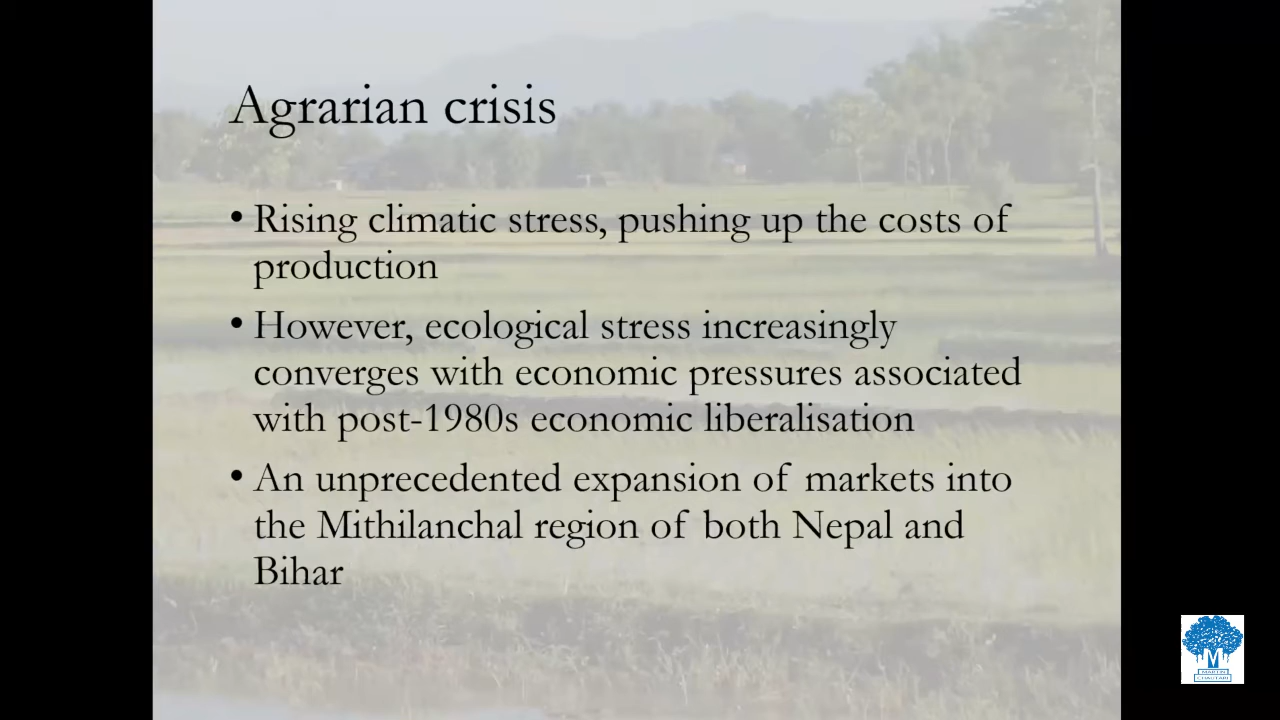 Agrarian crisis
• Rising climatic stress, pushing up the costs of
production
• However, ecological stress increasingly
converges with economic pressures associated
with post-1980s economic liberalisation
• An unprecedented expansion of markets into
the Mithilanchal region of both Nepal and
Bihar
M
MARTIN
CHAUTARI